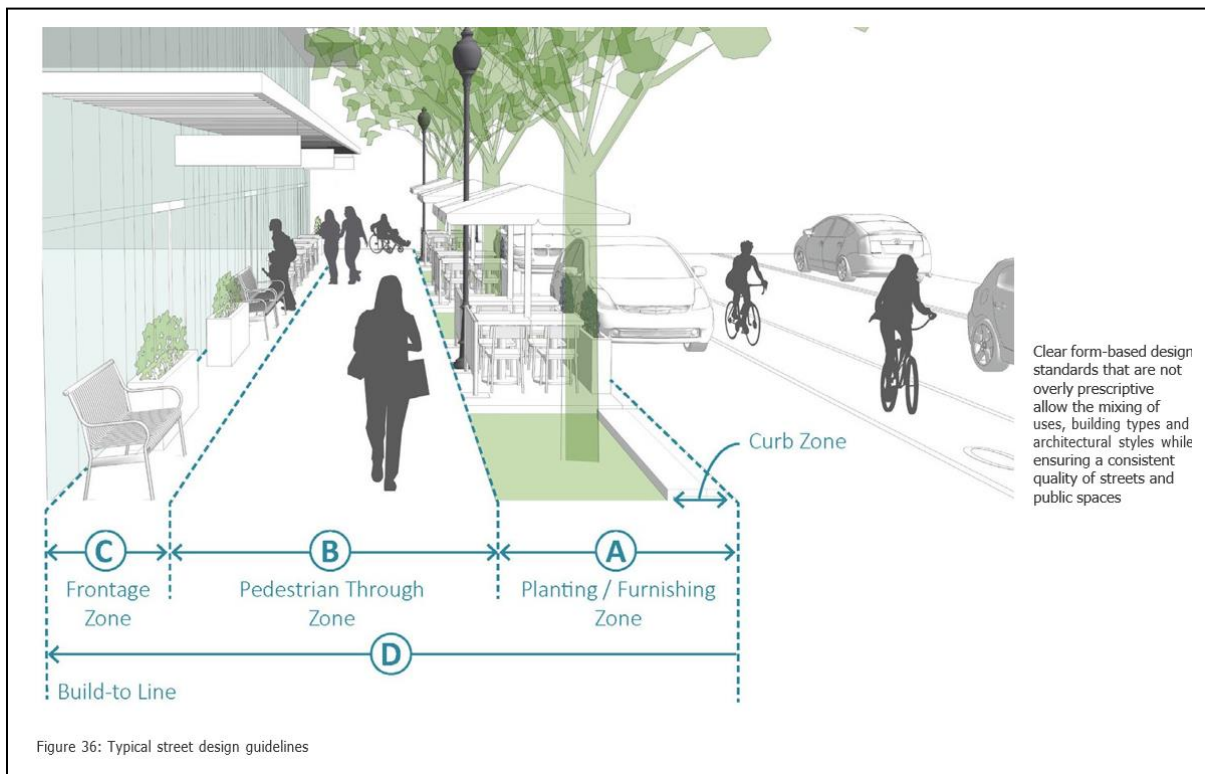 Clear form-based design
standards that are not
overly prescriptive
allow the mixing of
uses, building types and
architectural styles while
ensuring a consistent
quality of streets and
public spaces
Curb Zone
C
B
A
Frontage
Zone
Pedestrian Through
Zone
Planting / Furnishing
Zone
D
Build-to Line
Figure 36: Typical street design guidelines